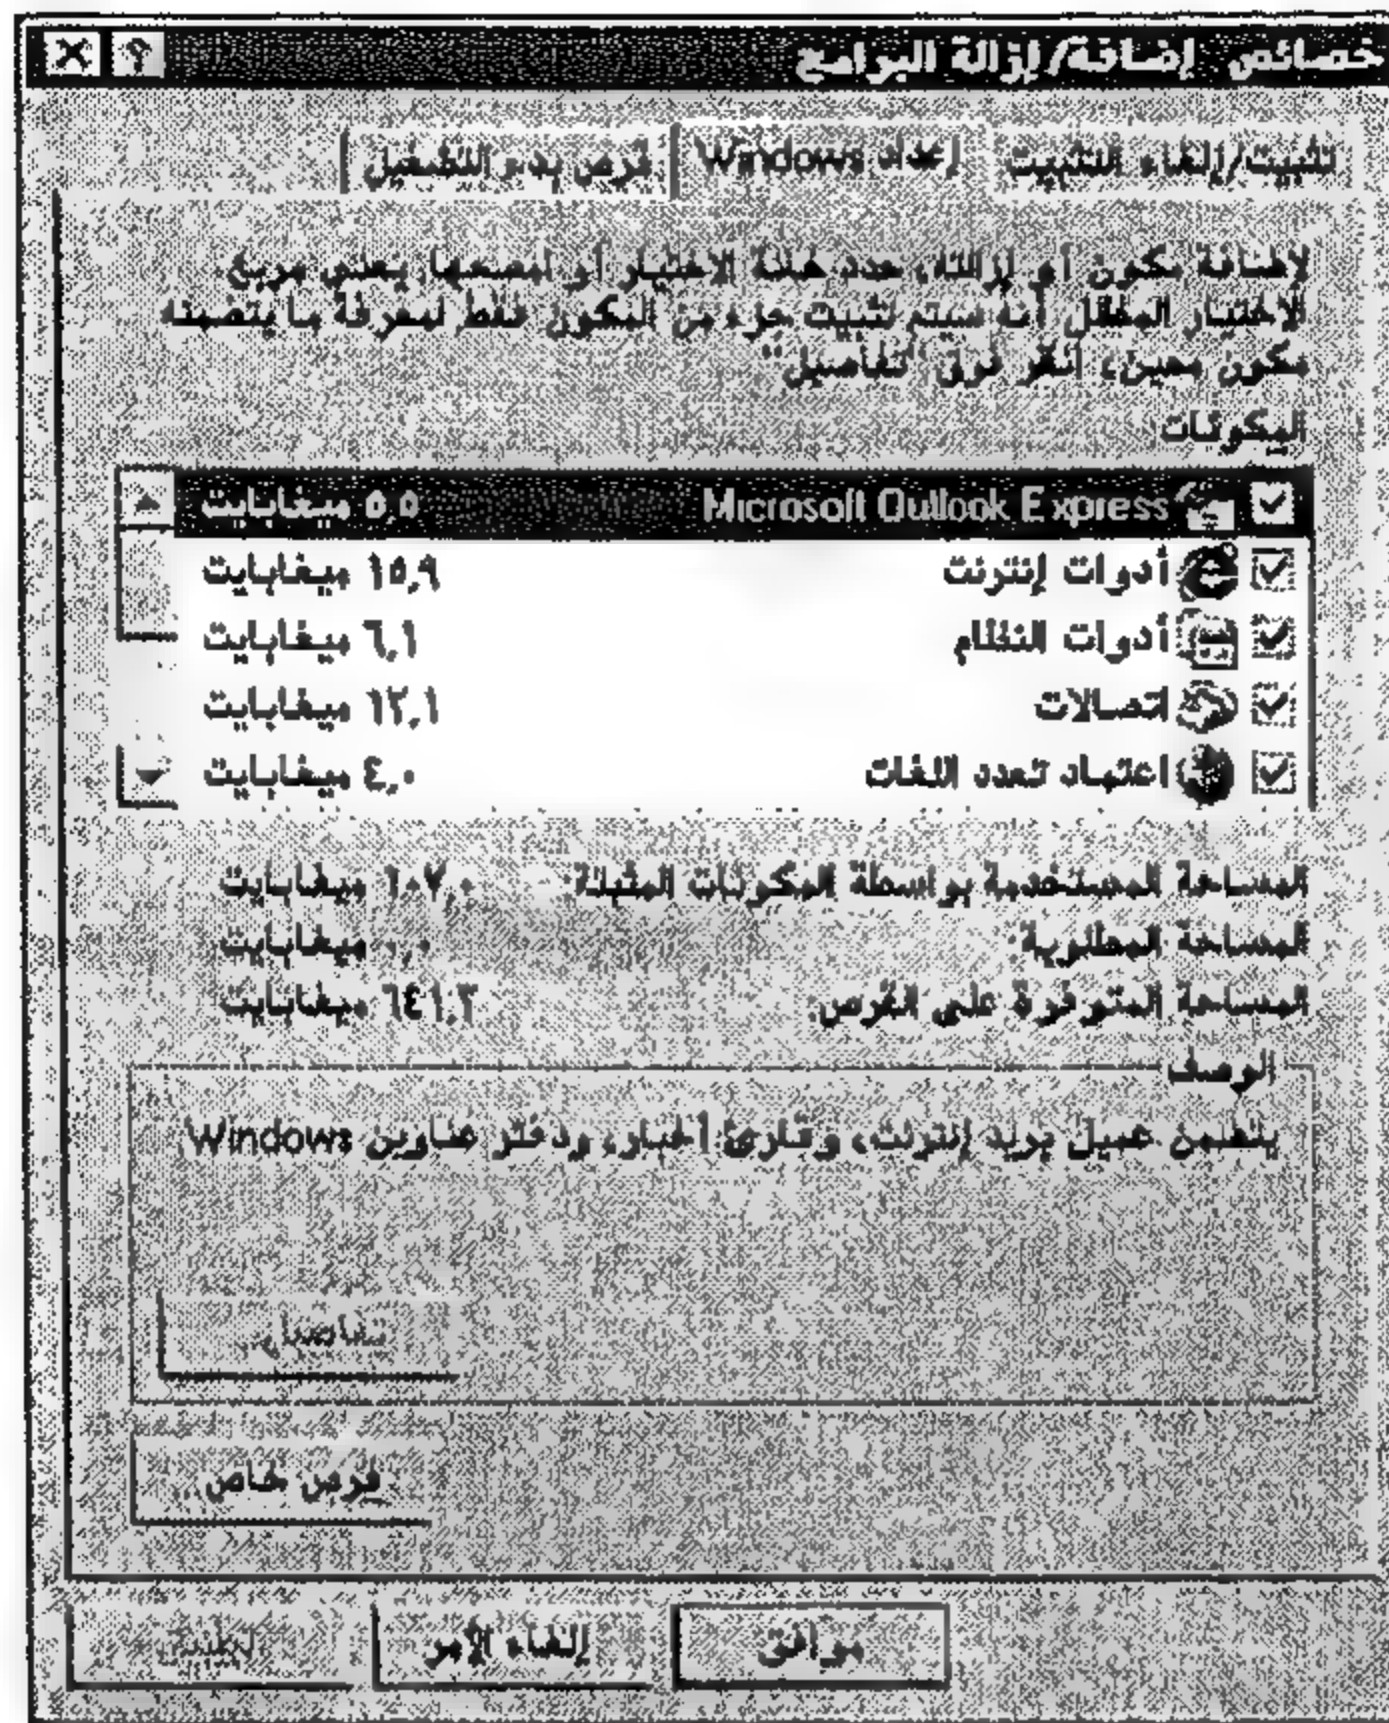 خصائص إضافة/إزالة البرامج
تثبيت/إلغاء التثبيت
إعداد Windows
قرص بدء التشغيل
لإضافة مكون أو إزالته، حدد خانة الاختيار أو امسحها يعني مربع
الاختيار المظلل أنه سيتم تثبيت جزء من المكون فقط لمعرفة ما يتضمنه
مكون معين، انقر فوق "تفاصيل"
المكونات
Microsoft Outlook Express ٥,٥ ميغابايت
أدوات إنترنت ١٥,٩ ميغابايت
أدوات النظام ٦,١ ميغابايت
اتصالات ١٢,١ ميغابايت
اعتماد تعدد اللغات ٤,٠ ميغابايت
المساحة المستخدمة بواسطة المكونات المثبتة: ١٠٧,٠ ميغابايت
المساحة المطلوبة: ٠,٠ ميغابايت
المساحة المتوفرة على القرص: ٦٤١,٣ ميغابايت
الوصف
يتضمن عميل بريد إنترنت، وقارئ أخبار، ودفتر عناوين Windows
تفاصيل...
قرص خاص...
موافق
إلغاء الأمر
تطبيق